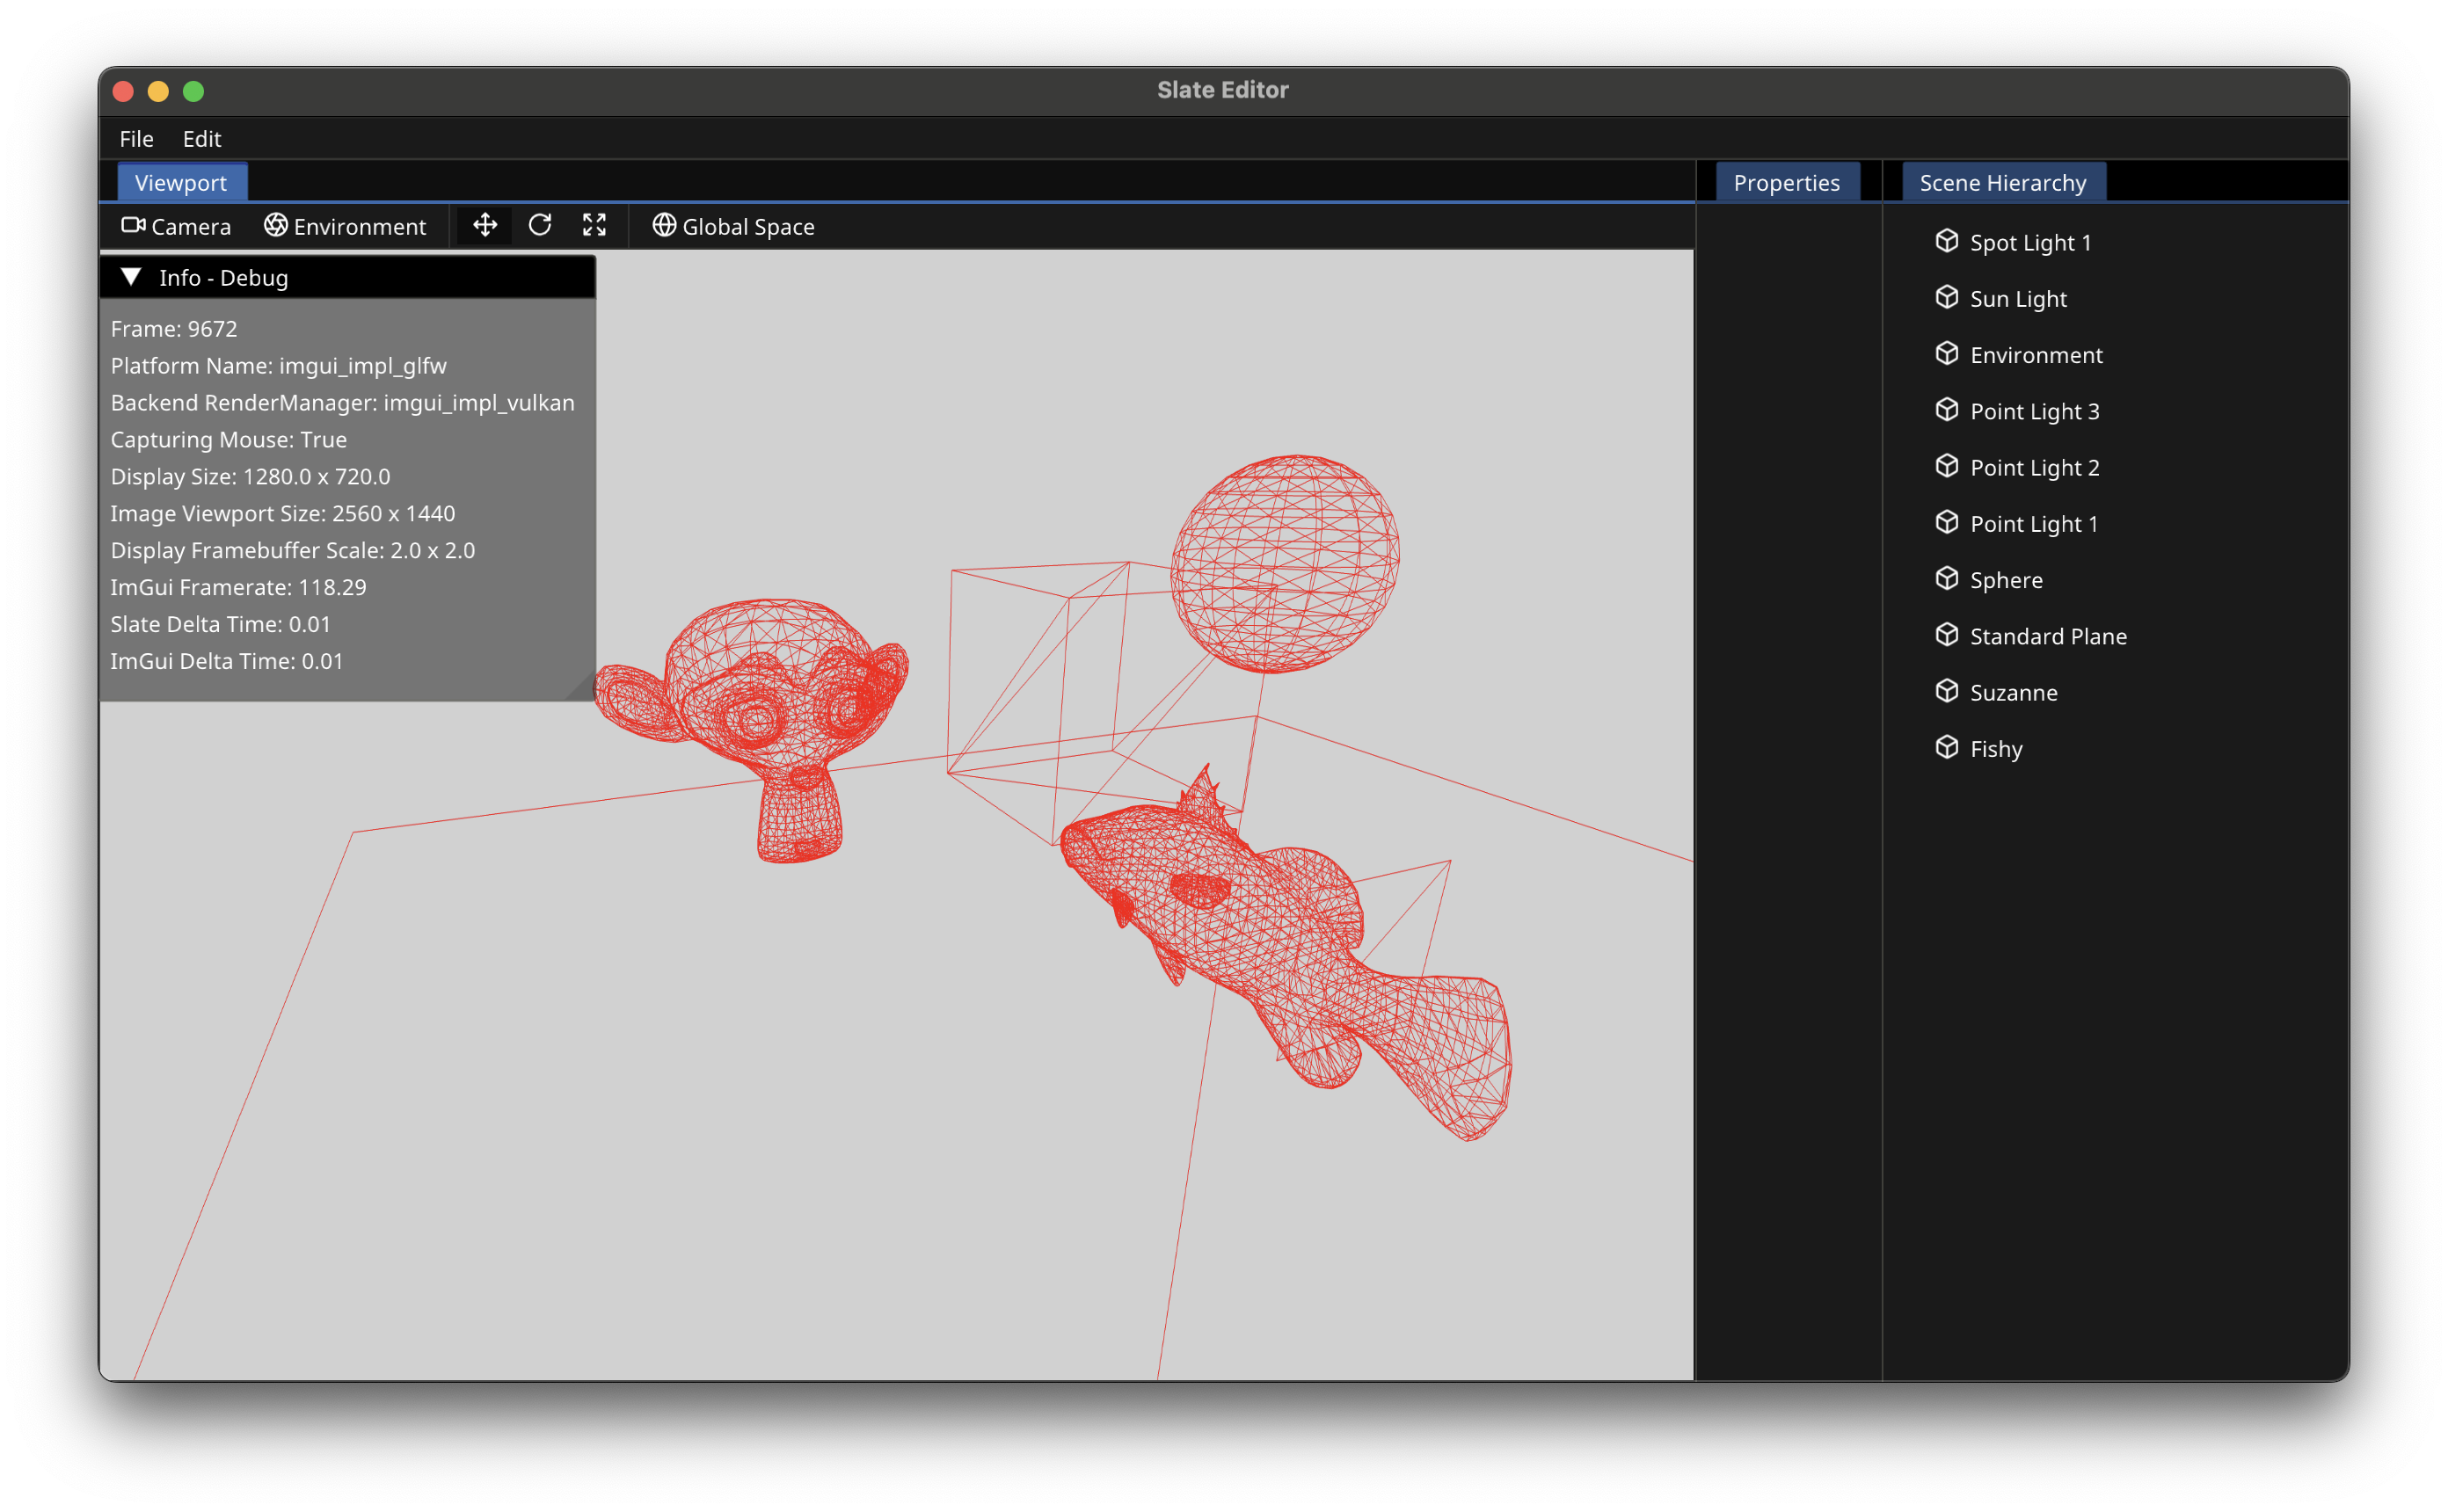 Slate Editor
File Edit
Viewport
Properties
Scene Hierarchy
Camera Environment Global Space
Info - Debug
Frame: 9672
Platform Name: imgui_impl_glfw
Backend RenderManager: imgui_impl_vulkan
Capturing Mouse: True
Display Size: 1280.0 x 720.0
Image Viewport Size: 2560 x 1440
Display Framebuffer Scale: 2.0 x 2.0
ImGui Framerate: 118.29
Slate Delta Time: 0.01
ImGui Delta Time: 0.01
Spot Light 1
Sun Light
Environment
Point Light 3
Point Light 2
Point Light 1
Sphere
Standard Plane
Suzanne
Fishy